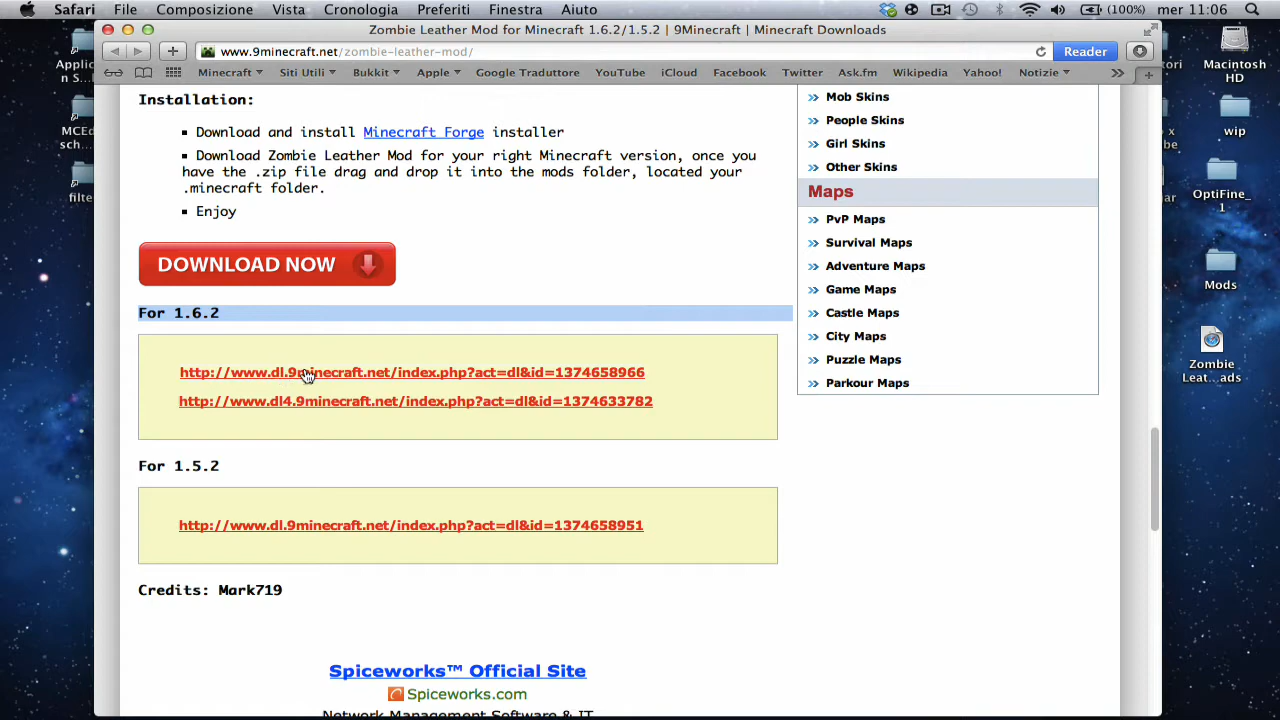 Safari File Composizione Vista Cronologia Preferiti Finestra Aiuto (100%) mer 11:06
Zombie Leather Mod for Minecraft 1.6.2/1.5.2 | 9Minecraft | Minecraft Downloads
www.9minecraft.net/zombie-leather-mod/ Reader
Minecraft Siti Utili Bukkit Apple Google Traduttore YouTube iCloud Facebook Twitter Ask.fm Wikipedia Yahoo! Notizie
Installation:
Download and install Minecraft Forge installer
Download Zombie Leather Mod for your right Minecraft version, once you
have the .zip file drag and drop it into the mods folder, located your
.minecraft folder.
Enjoy
DOWNLOAD NOW
For 1.6.2
http://www.dl.9minecraft.net/index.php?act=dl&id=1374658966
http://www.dl4.9minecraft.net/index.php?act=dl&id=1374633782
For 1.5.2
http://www.dl.9minecraft.net/index.php?act=dl&id=1374658951
Credits: Mark719
Spiceworks™ Official Site
Spiceworks.com
Network Management Software & IT
Mob Skins
People Skins
Girl Skins
Other Skins
Maps
PvP Maps
Survival Maps
Adventure Maps
Game Maps
Castle Maps
City Maps
Puzzle Maps
Parkour Maps
Macintosh
HD
wip
OptiFine_
1
Mods
Zombie
Leat...ads